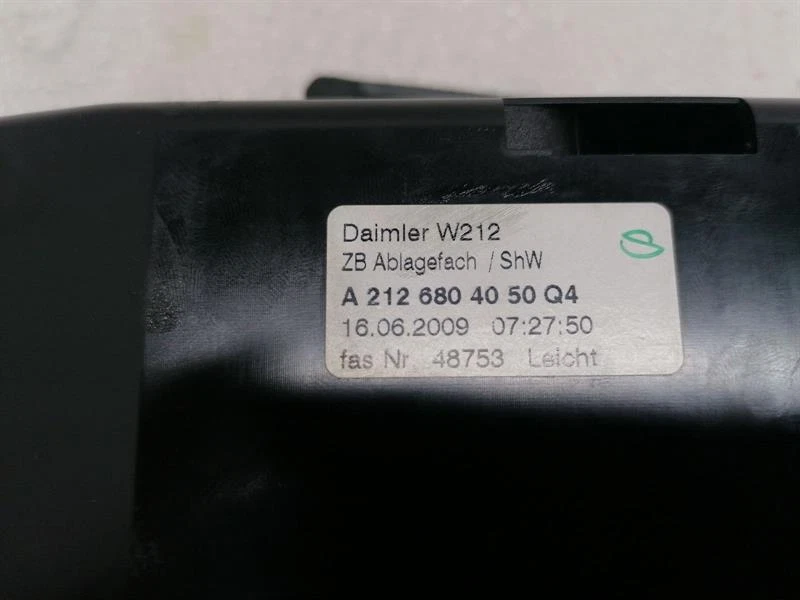 Daimler W212
ZB Ablagefach / ShW
A 212 680 40 50 Q4
16.06.2009 07:27:50
fas Nr 48753 Leicht